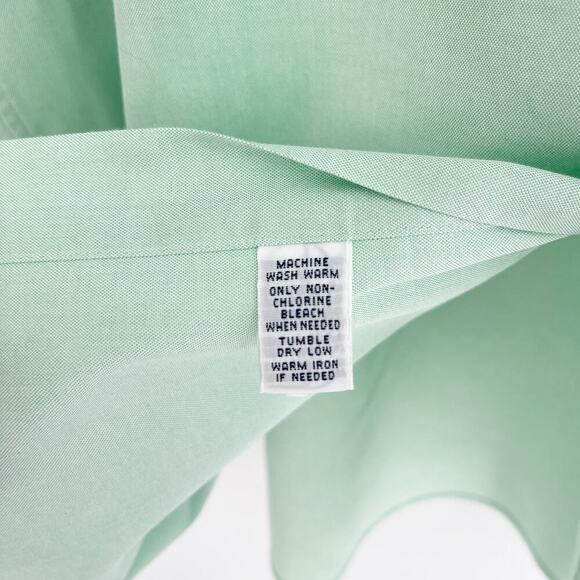 MACHINE
WASH WARM
ONLY NON-
CHLORINE
BLEACH
WHEN NEEDED
TUMBLE
DRY LOW
WARM IRON
IF NEEDED